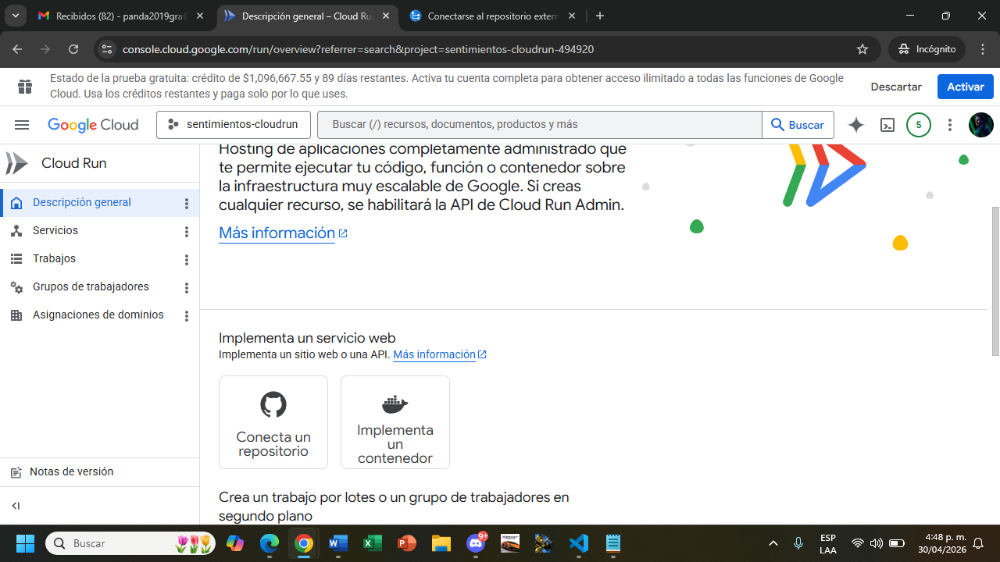 Recibidos (82) - panda2019gra
Descripción general – Cloud Ru
Conectarse al repositorio extern
console.cloud.google.com/run/overview?referrer=search&project=sentimientos-cloudrun-494920
Incógnito
Estado de la prueba gratuita: crédito de $1,096,667.55 y 89 días restantes. Activa tu cuenta completa para obtener acceso ilimitado a todas las funciones de Google
Cloud. Usa los créditos restantes y paga solo por lo que uses.
Descartar
Activar
Google Cloud
sentimientos-cloudrun
Buscar (/) recursos, documentos, productos y más
Buscar
5
Cloud Run
Descripción general
Servicios
Trabajos
Grupos de trabajadores
Asignaciones de dominios
Notas de versión
Hosting de aplicaciones completamente administrado que
te permite ejecutar tu código, función o contenedor sobre
la infraestructura muy escalable de Google. Si creas
cualquier recurso, se habilitará la API de Cloud Run Admin.
Más información
Implementa un servicio web
Implementa un sitio web o una API. Más información
Conecta un
repositorio
Implementa
un
contenedor
Crea un trabajo por lotes o un grupo de trabajadores en
segundo plano
Buscar
9+
ESP
LAA
4:48 p. m.
30/04/2026